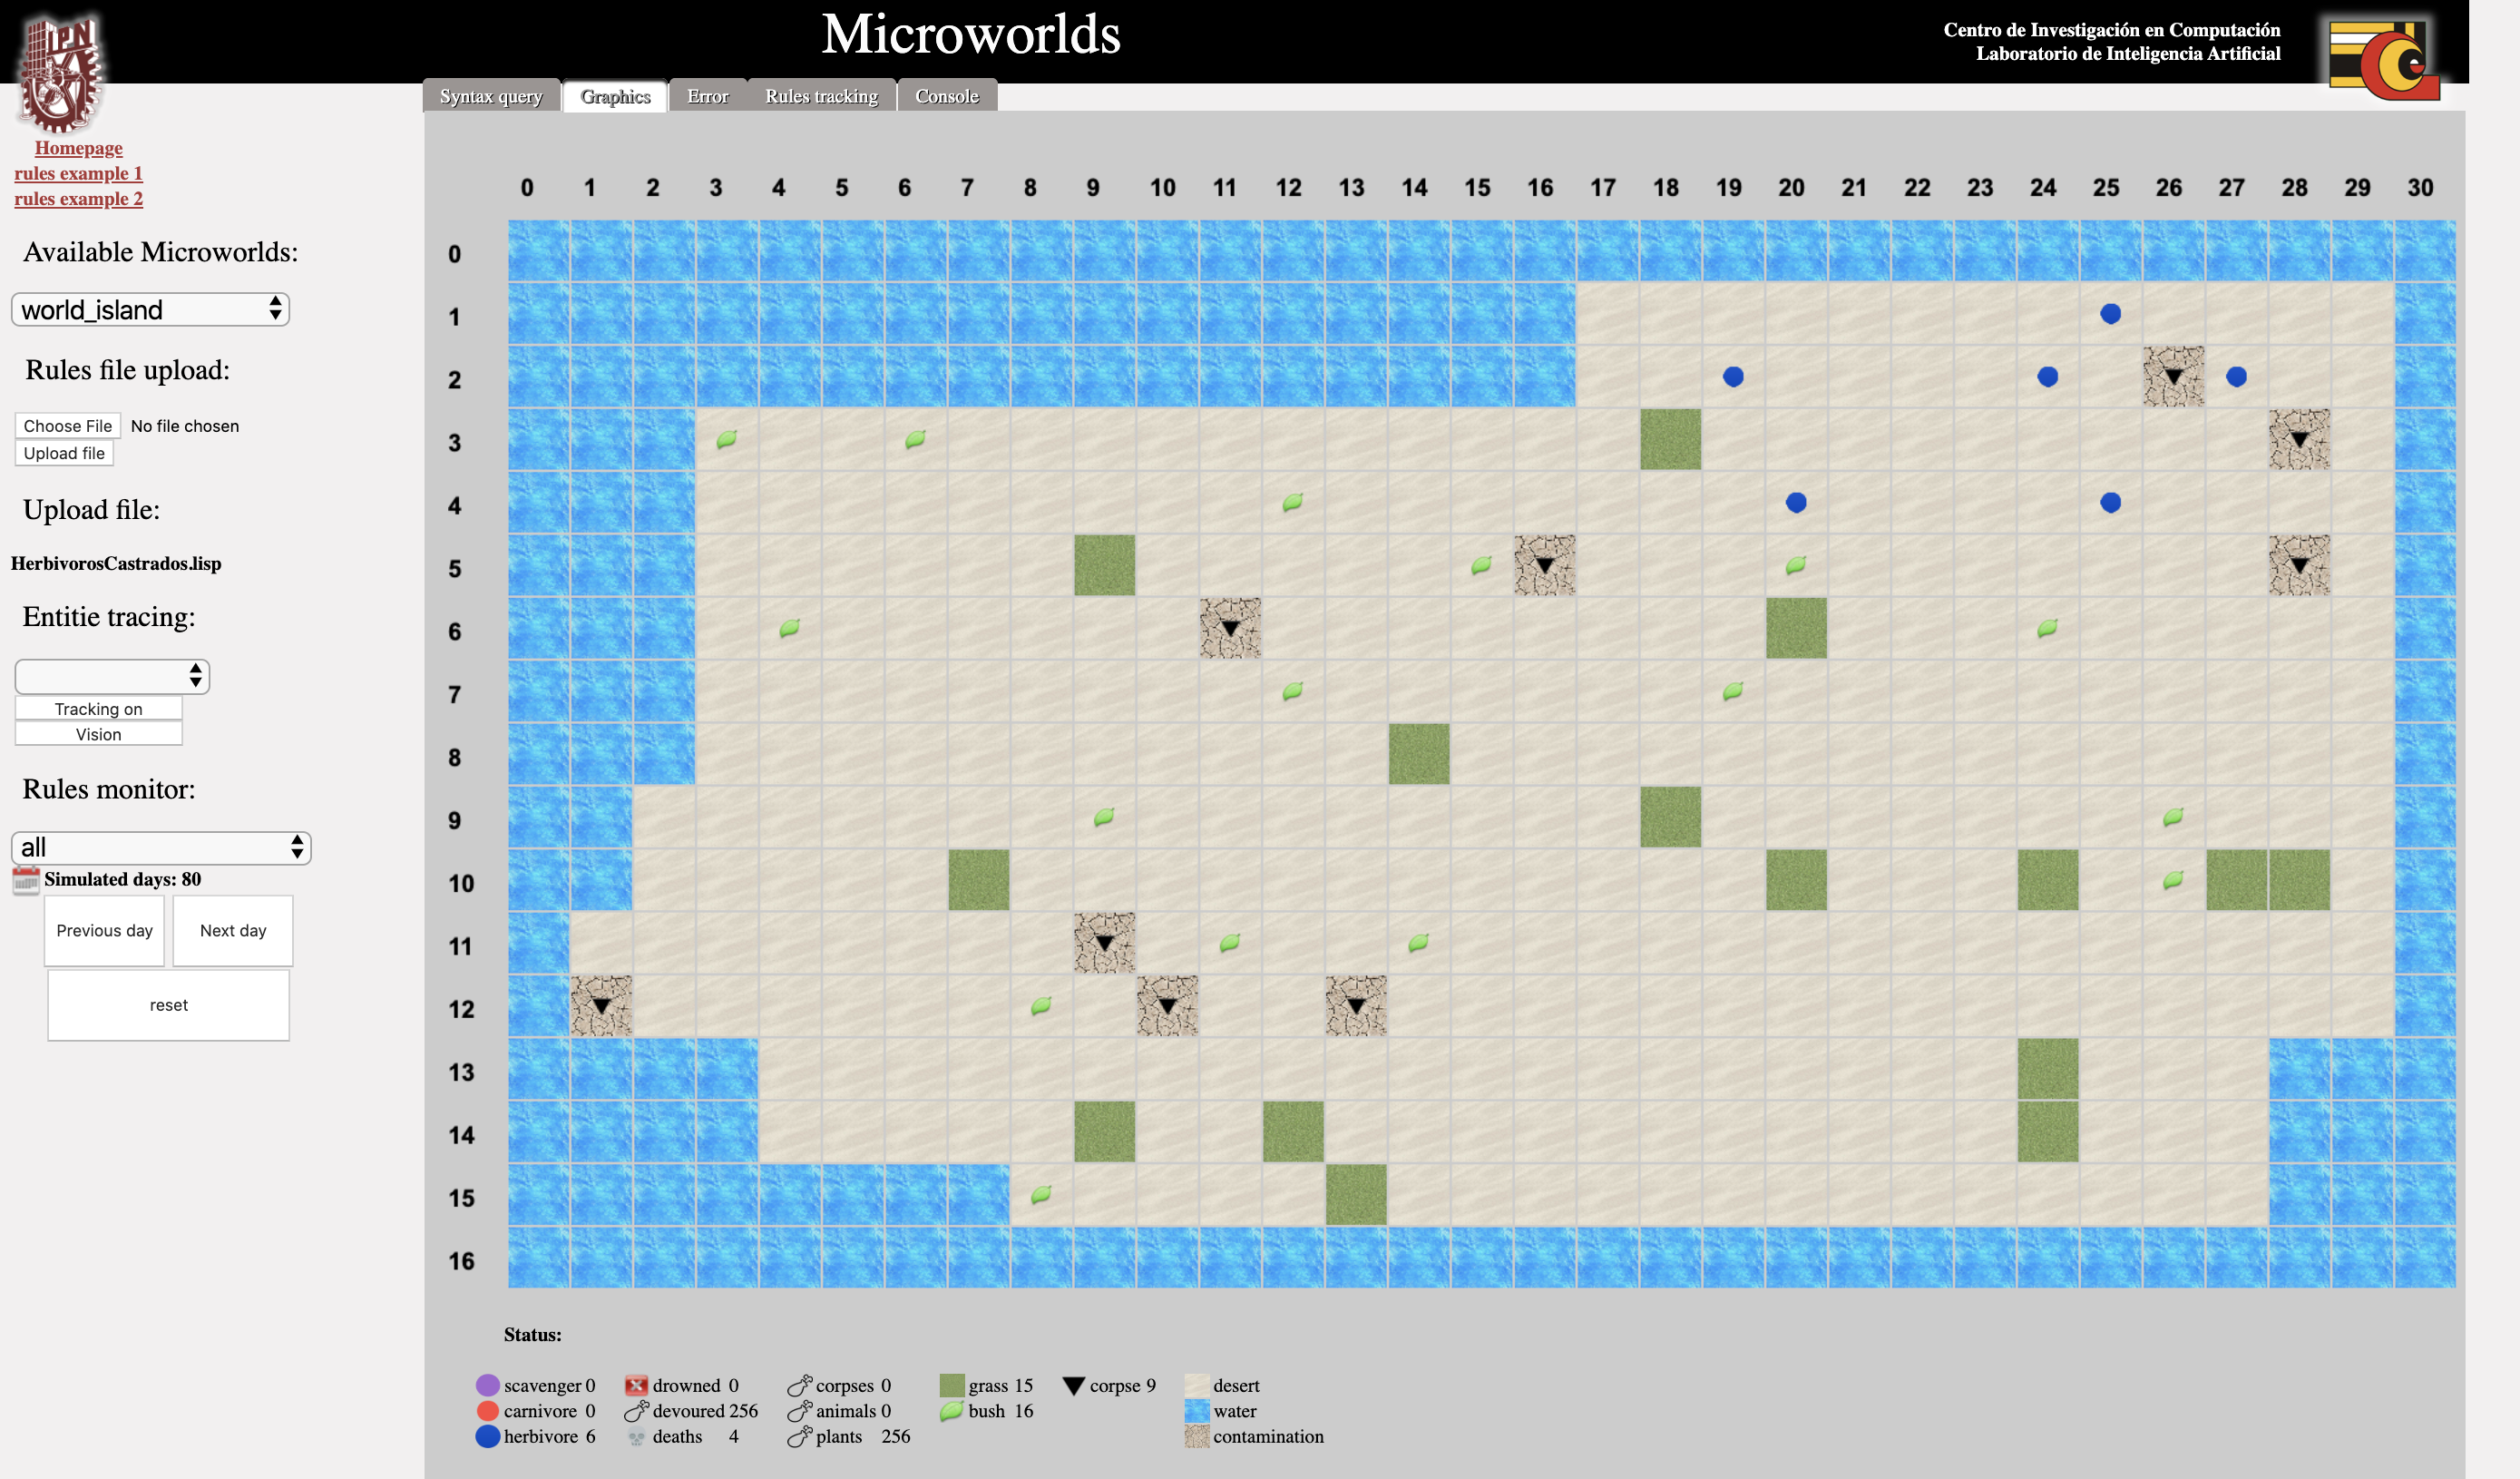 IPN
Microworlds
Centro de Investigación en Computación
Laboratorio de Inteligencia Artificial
Syntax query Graphics Error Rules tracking Console
Homepage
rules example 1
rules example 2
Available Microworlds:
world_island
Rules file upload:
Choose File No file chosen
Upload file
Upload file:
HerbivorosCastrados.lisp
Entitie tracing:
Tracking on
Vision
Rules monitor:
all
Simulated days: 80
Previous day Next day
reset
0 1 2 3 4 5 6 7 8 9 10 11 12 13 14 15 16 17 18 19 20 21 22 23 24 25 26 27 28 29 30
0
1
2
3
4
5
6
7
8
9
10
11
12
13
14
15
16
Status:
scavenger 0 drowned 0 corpses 0 grass 15 corpse 9 desert
carnivore 0 devoured 256 animals 0 bush 16 water
herbivore 6 deaths 4 plants 256 contamination